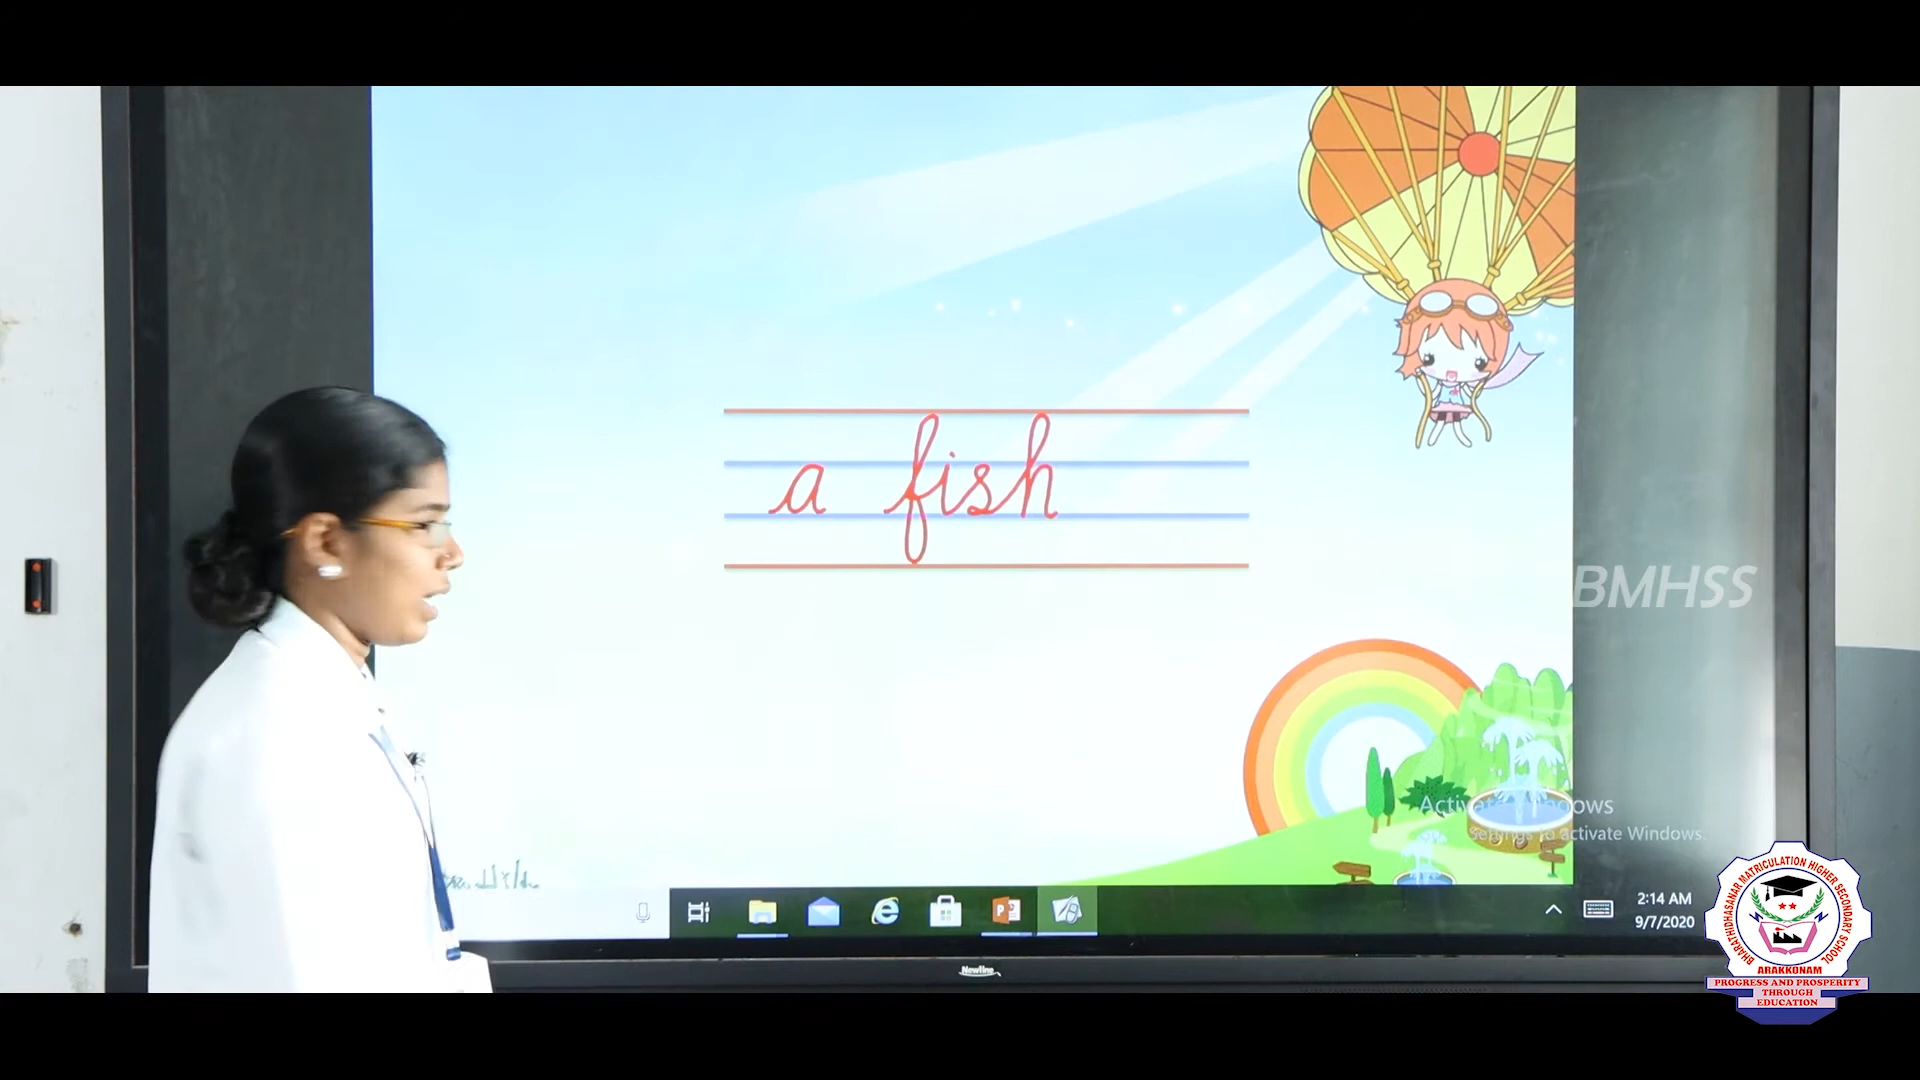 a fish
BMHSS
Activate Windows
Settings to activate Windows.
2:14 AM
9/7/2020
Newline
BHARATHIDHASANAR MATRICULATION HIGHER SECONDARY SCHOOL
ARAKKONAM
PROGRESS AND PROSPERITY
THROUGH
EDUCATION